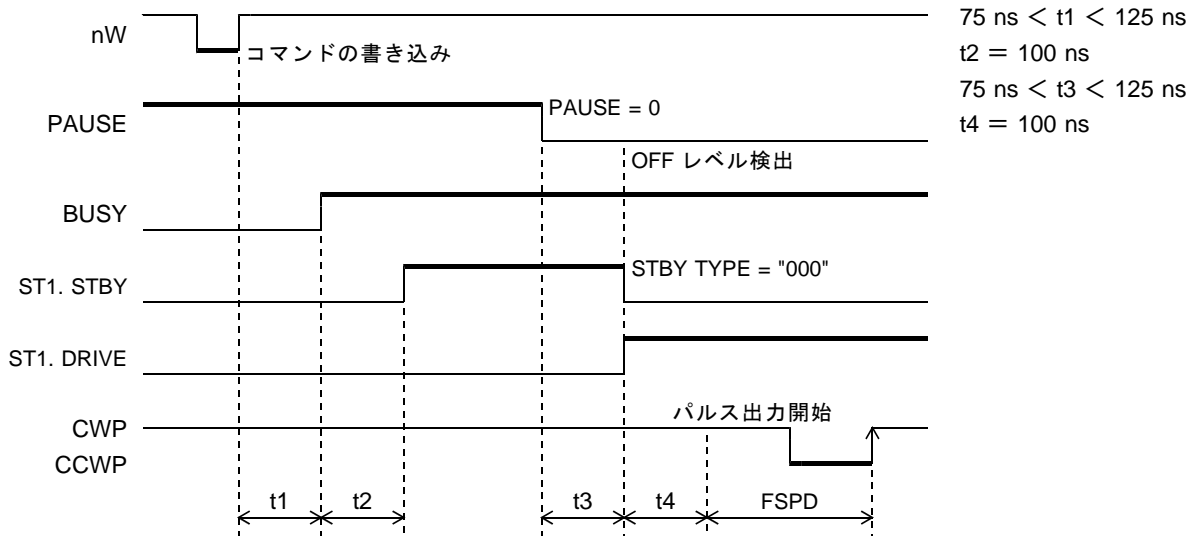 nW
コマンドの書き込み
75 ns < t1 < 125 ns
t2 = 100 ns
75 ns < t3 < 125 ns
t4 = 100 ns
PAUSE
PAUSE = 0
OFF レベル検出
BUSY
ST1. STBY
STBY TYPE = "000"
ST1. DRIVE
パルス出力開始
CWP
CCWP
t1 t2 t3 t4 FSPD